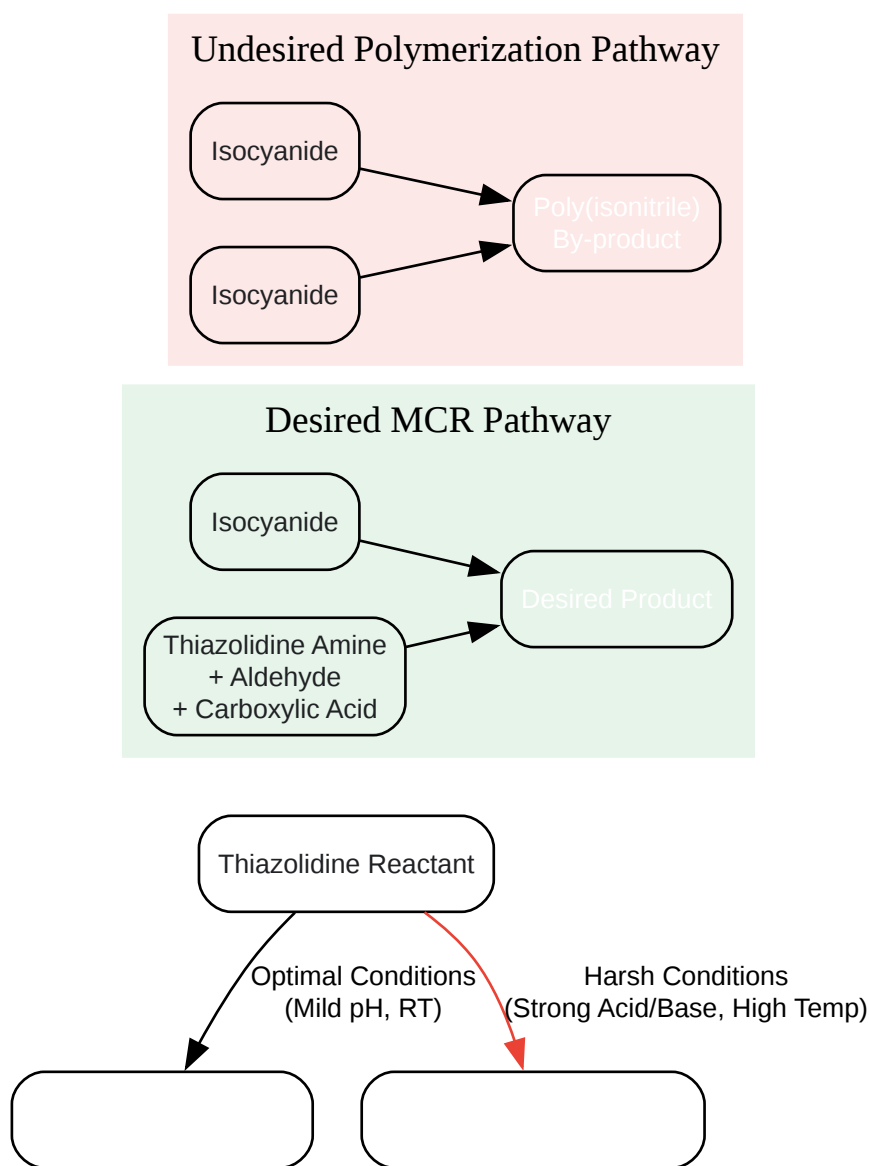 Undesired Polymerization Pathway
Isocyanide
Poly(isonitrile)
By-product
Isocyanide
Desired MCR Pathway
Isocyanide
Desired Product
Thiazolidine Amine
+ Aldehyde
+ Carboxylic Acid
Thiazolidine Reactant
Optimal Conditions
(Mild pH, RT)
Harsh Conditions
(Strong Acid/Base, High Temp)